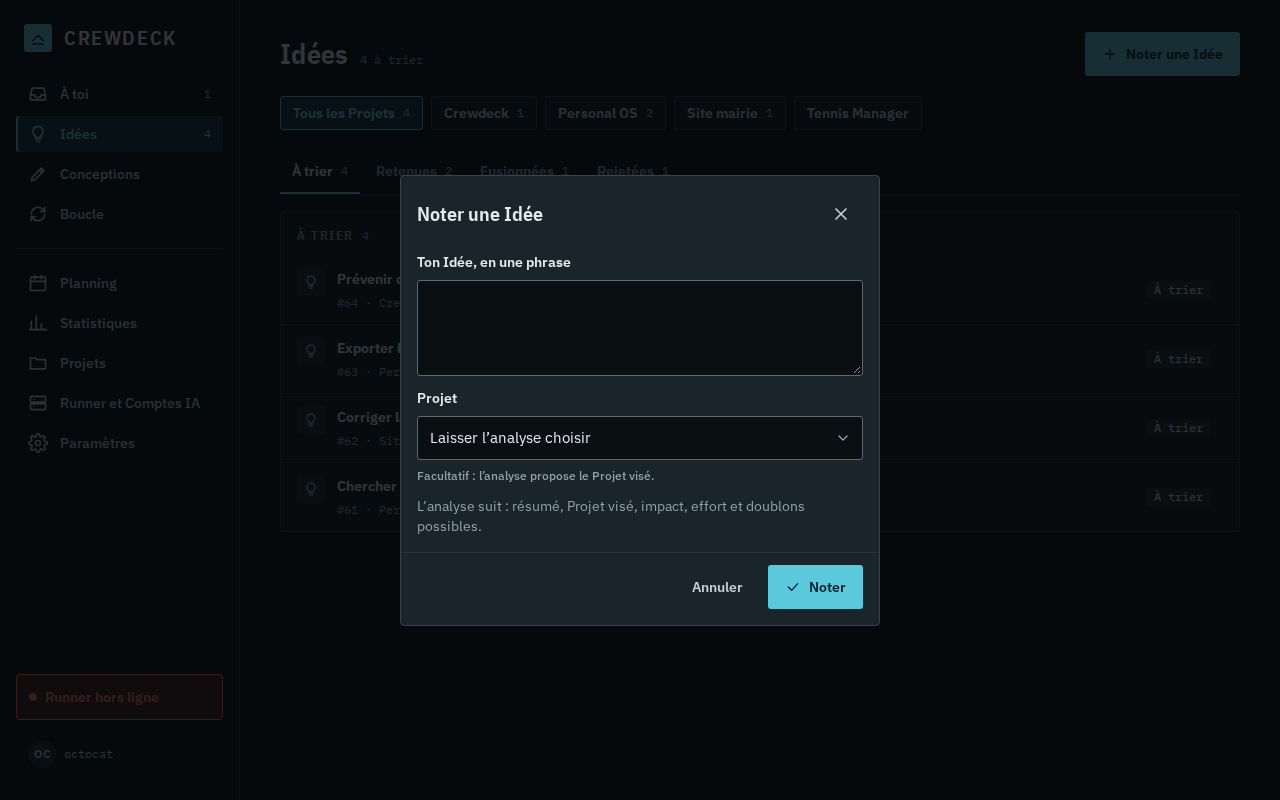 CREWDECK
À toi 1
Idées 4
Conceptions
Boucle
Planning
Statistiques
Projets
Runner et Comptes IA
Paramètres
Runner hors ligne
OC octocat
Idées 4 à trier
Noter une Idée
Tous les Projets 4
Crewdeck 1
Personal OS 2
Site mairie 1
Tennis Manager
À trier 4
Retenues 2
Fusionnées 1
Rejetées 1
À TRIER 4
Prévenir
#64 ·
À trier
Exporter
#63 ·
À trier
Corriger
#62 ·
À trier
Chercher
#61 ·
À trier
Noter une Idée
Ton Idée, en une phrase
Projet
Laisser l’analyse choisir
Facultatif : l’analyse propose le Projet visé.
L’analyse suit : résumé, Projet visé, impact, effort et doublons
possibles.
Annuler
Noter